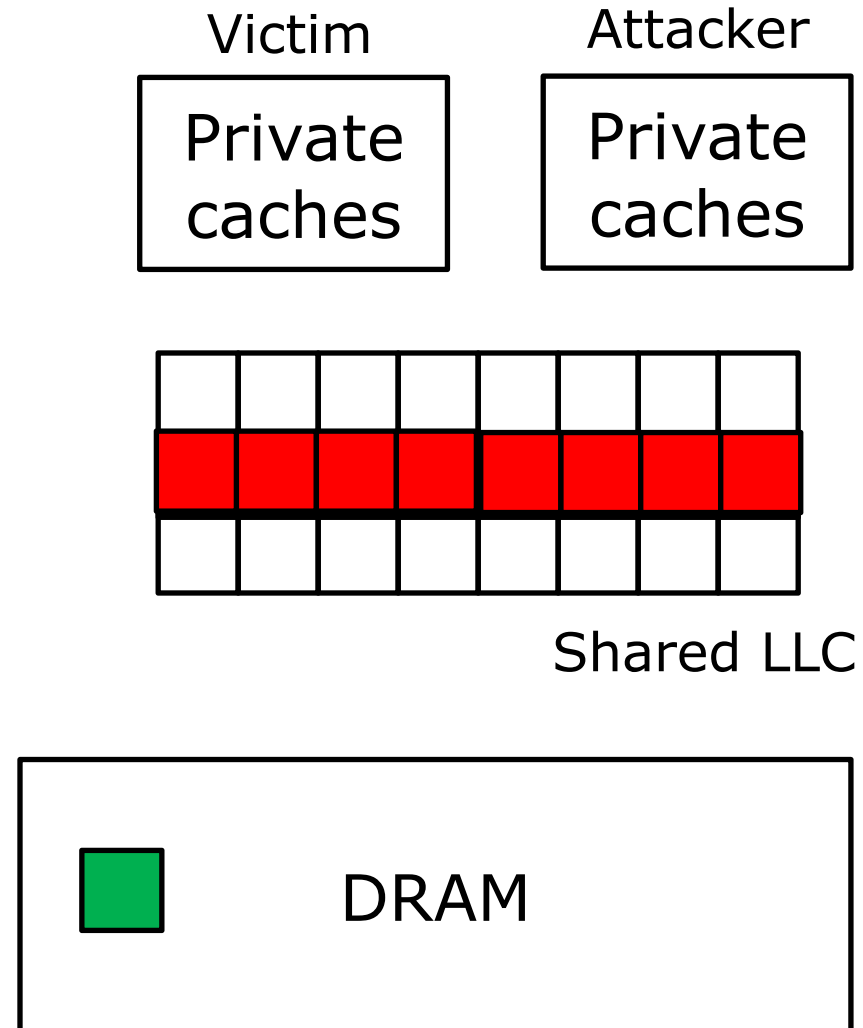 Victim
Attacker
Private
caches
Private
caches
Shared LLC
DRAM